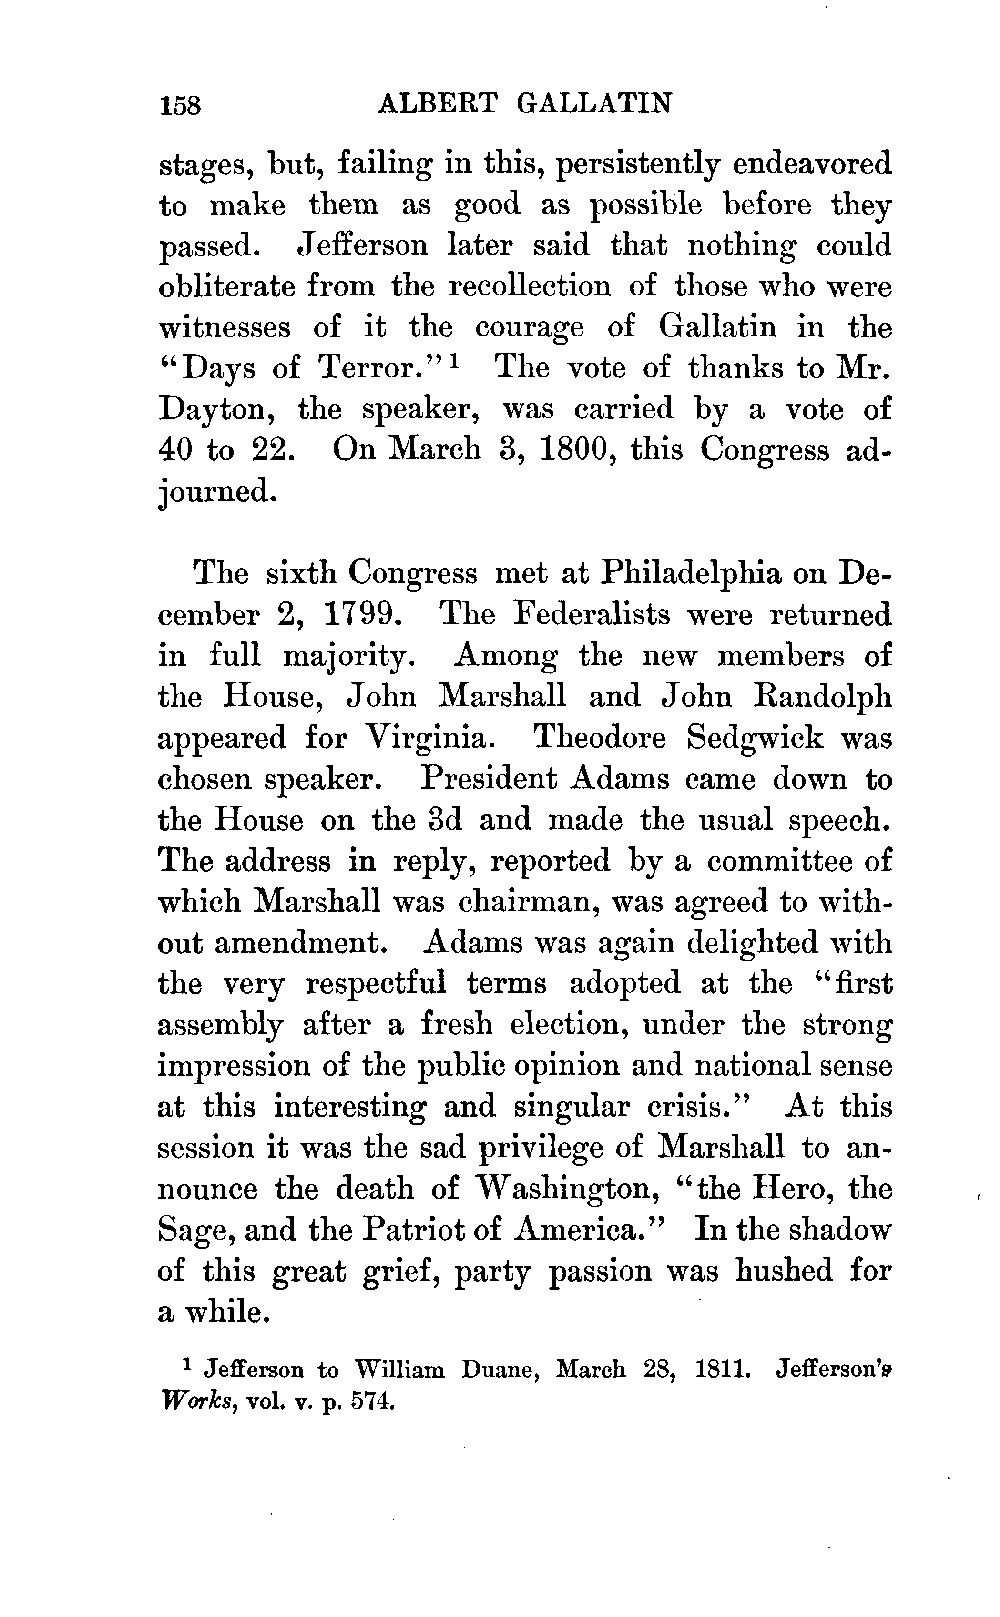 158 ALBERT GALLATIN
stages, but, failing in this, persistently endeavored
to make them as good as possible before they
passed. Jefferson later said that nothing could
obliterate from the recollection of those who were
witnesses of it the courage of Gallatin in the
“Days of Terror.” 1 The vote of thanks to Mr.
Dayton, the speaker, was carried by a vote of
40 to 22. On March 3, 1800, this Congress ad-
journed.
The sixth Congress met at Philadelphia on De-
cember 2, 1799. The Federalists were returned
in full majority. Among the new members of
the House, John Marshall and John Randolph
appeared for Virginia. Theodore Sedgwick was
chosen speaker. President Adams came down to
the House on the 3d and made the usual speech.
The address in reply, reported by a committee of
which Marshall was chairman, was agreed to with-
out amendment. Adams was again delighted with
the very respectful terms adopted at the “first
assembly after a fresh election, under the strong
impression of the public opinion and national sense
at this interesting and singular crisis.” At this
session it was the sad privilege of Marshall to an-
nounce the death of Washington, “the Hero, the
Sage, and the Patriot of America.” In the shadow
of this great grief, party passion was hushed for
a while.
1 Jefferson to William Duane, March 28, 1811. Jefferson's
Works, vol. v. p. 574.